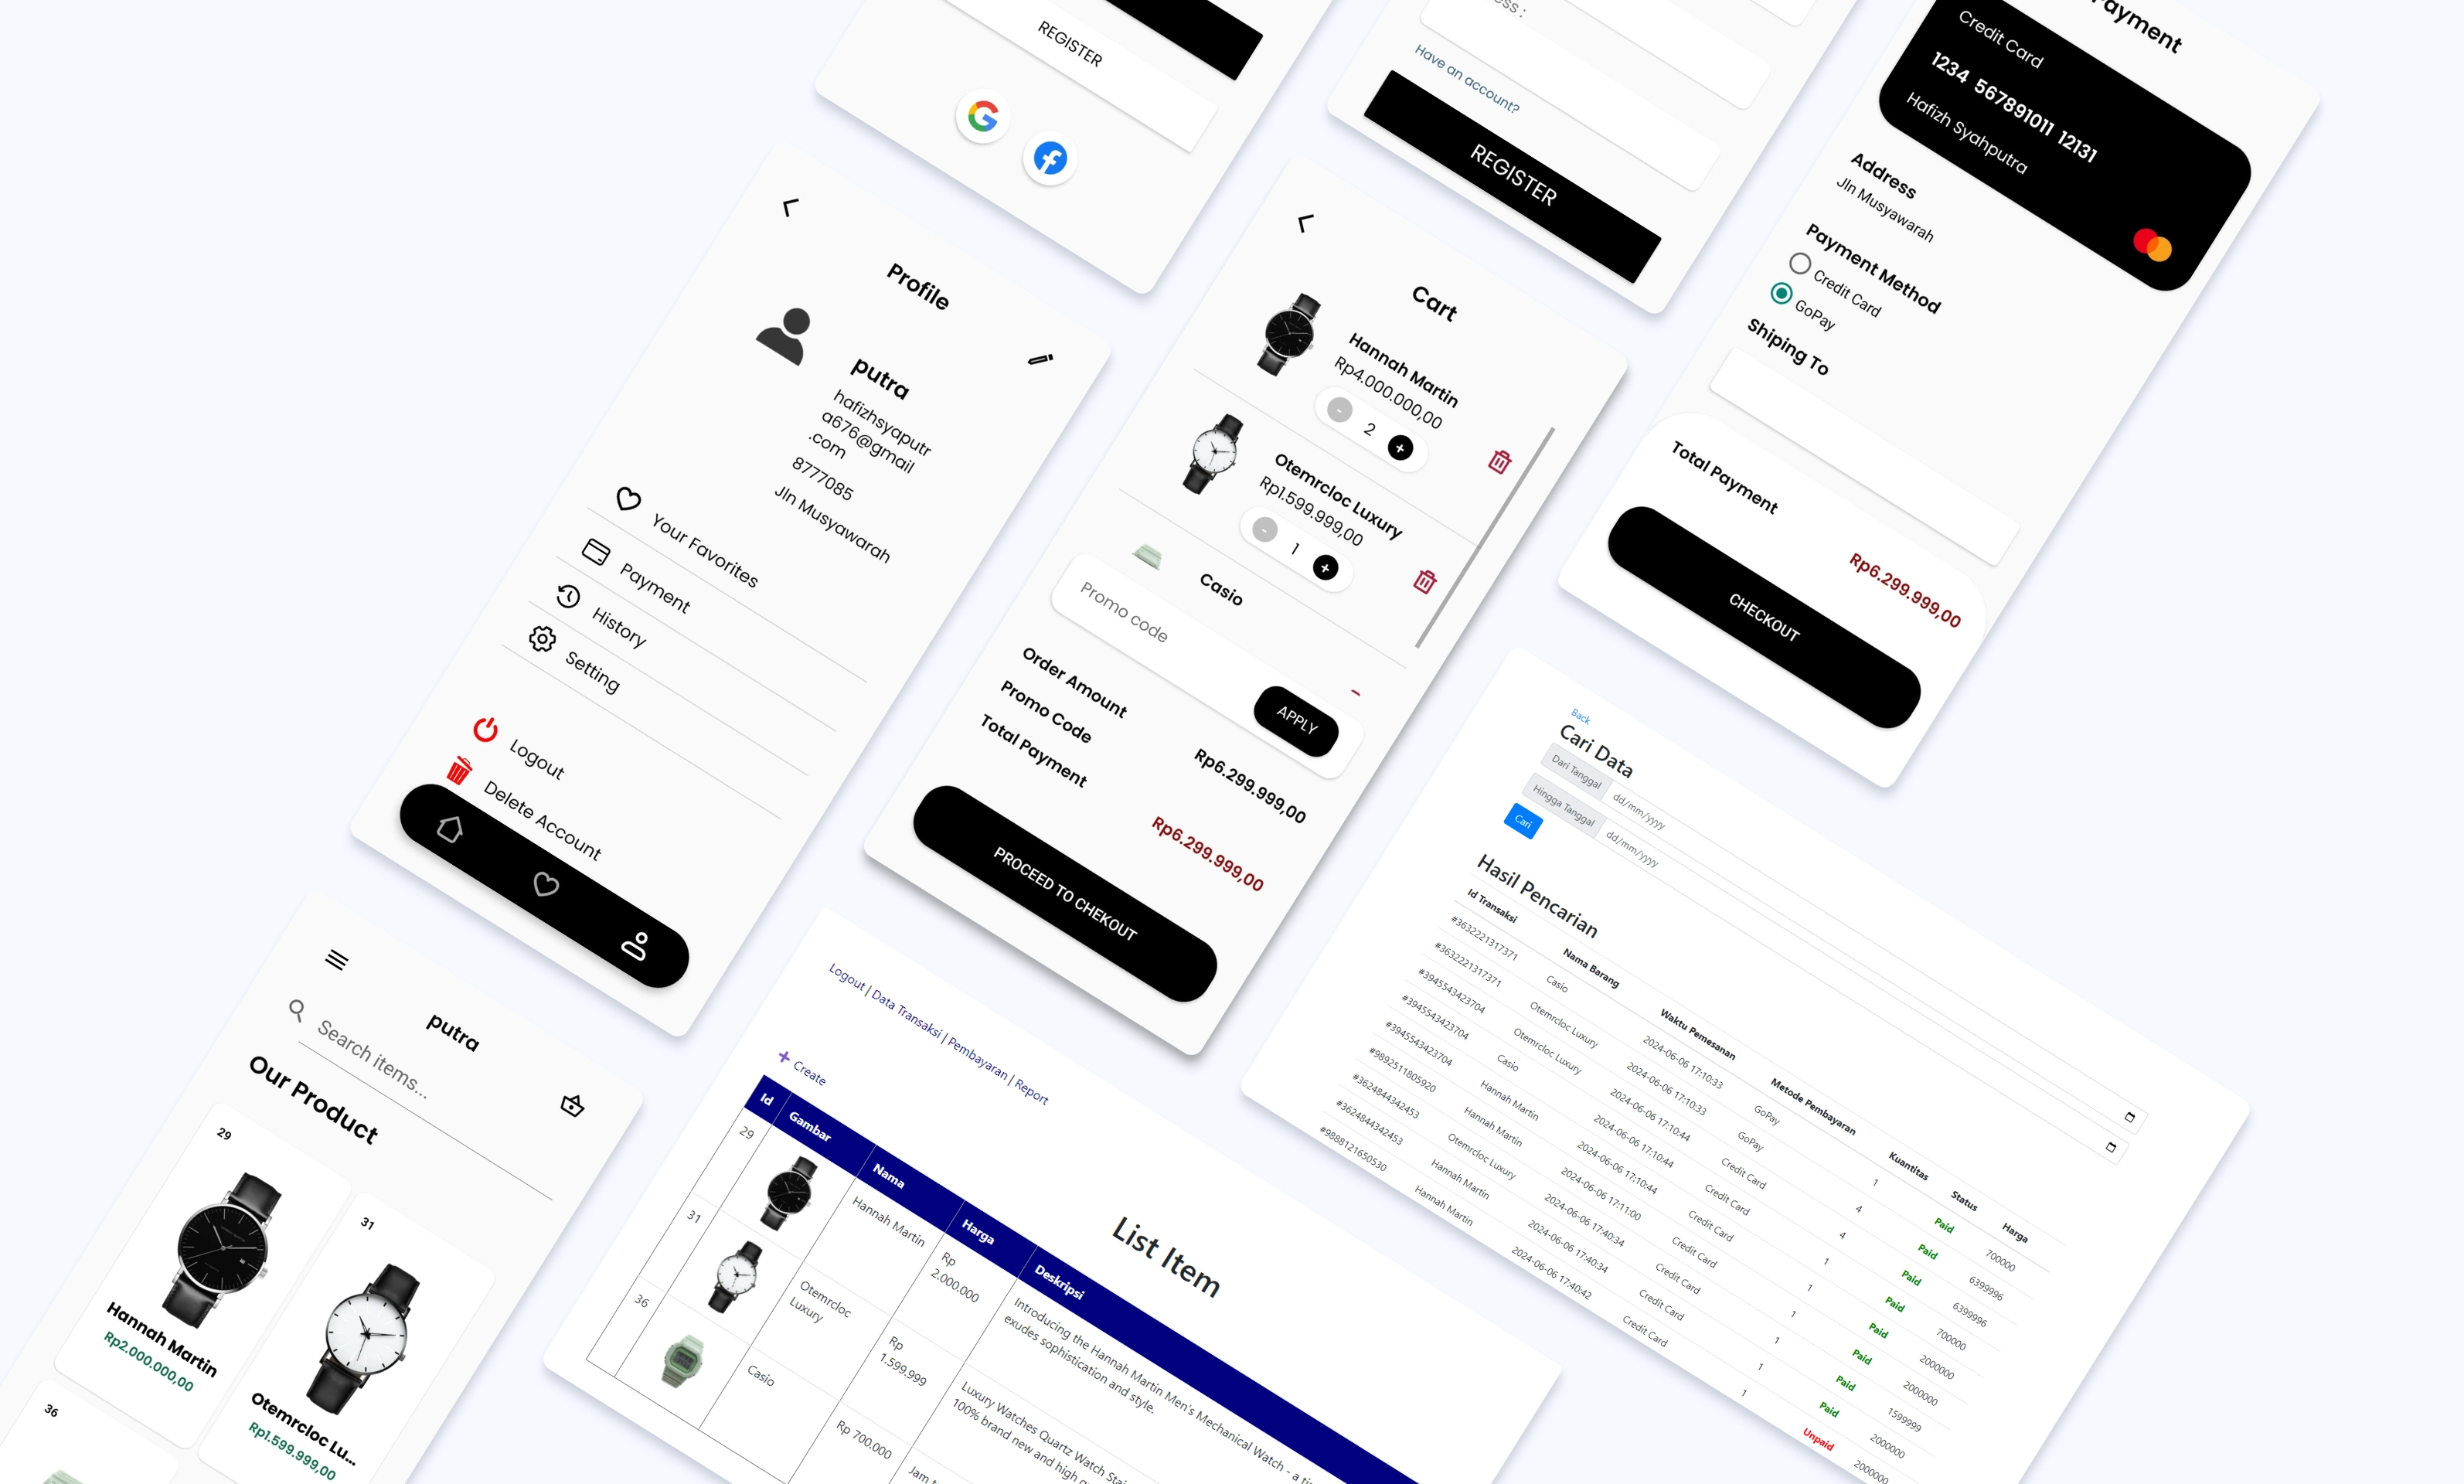 REGISTER
ss :
Have an account?
REGISTER
Payment
Credit Card
1234 567891011 12131
Hafizh Syahputra
Address
Jln Musyawarah
Payment Method
Credit Card
GoPay
Shiping To
Total Payment
Rp6.299.999,00
CHECKOUT
Profile
putra
hafizhsyaputr
a676@gmail
.com
8777085
Jln Musyawarah
Your Favorites
Payment
History
Setting
Logout
Delete Account
Cart
Hannah Martin
Rp4.000.000,00
- 2 +
Otemrcloc Luxury
Rp1.599.999,00
- 1 +
Casio
Promo code
APPLY
Order Amount
Rp6.299.999,00
Promo Code
Total Payment
Rp6.299.999,00
PROCEED TO CHEKOUT
Back
Cari Data
Dari Tanggal dd/mm/yyyy
Hingga Tanggal dd/mm/yyyy
Cari
Hasil Pencarian
Id Transaksi Nama Barang Waktu Pemesanan Metode Pembayaran Kuantitas Status Harga
#3632221317371 Casio 2024-06-06 17:10:33 GoPay 1 Paid 700000
#3632221317371 Otemrcloc Luxury 2024-06-06 17:10:33 GoPay 4 Paid 6399996
#3945543423704 Otemrcloc Luxury 2024-06-06 17:10:44 Credit Card 4 Paid 6399996
#3945543423704 Casio 2024-06-06 17:10:44 Credit Card 1 Paid 700000
#3945543423704 Hannah Martin 2024-06-06 17:10:44 Credit Card 1 Paid 2000000
#9892511805920 Hannah Martin 2024-06-06 17:11:00 Credit Card 1 Paid 2000000
#3624844342453 Otemrcloc Luxury 2024-06-06 17:40:34 Credit Card 1 Paid 1599999
#3624844342453 Hannah Martin 2024-06-06 17:40:34 Credit Card 1 Paid 2000000
#9888121650530 Hannah Martin 2024-06-06 17:40:42 Credit Card 1 Unpaid 2000000
putra
Search items...
Our Product
29
Hannah Martin
Rp2.000.000,00
31
Otemrcloc Lu...
Rp1.599.999,00
36
Logout | Data Transaksi | Pembayaran | Report
List Item
+ Create
Id Gambar Nama Harga Deskripsi
29 Hannah Martin Rp 2.000.000 Introducing the Hannah Martin Men's Mechanical Watch - a
exudes sophistication and style.
31 Otemrcloc Luxury Rp 1.599.999 Luxury Watches Quartz Watch
100% brand new and high
36 Casio Rp 700.000 Jam